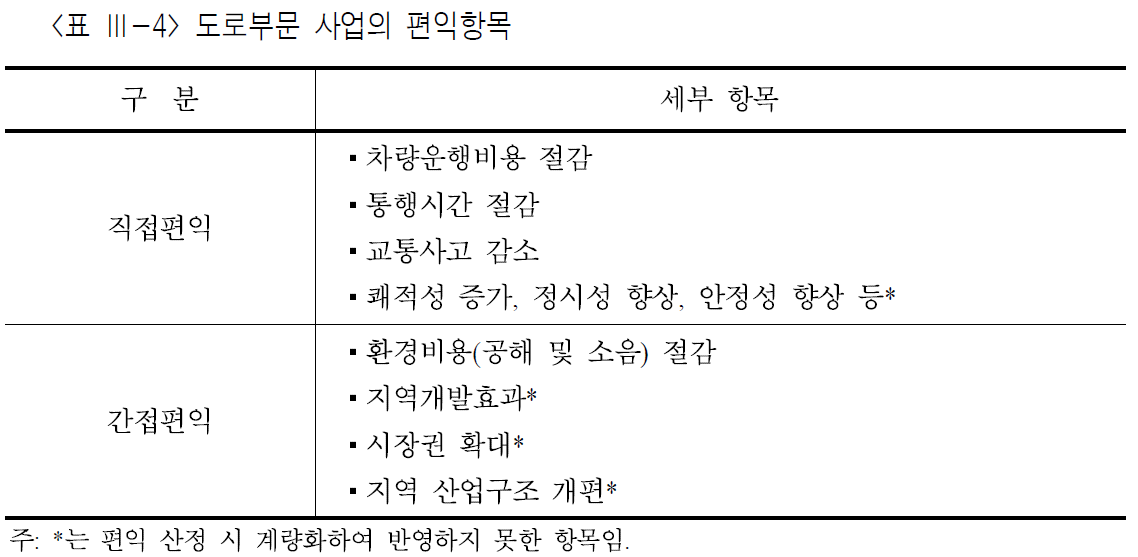 〈표 Ⅲ-4〉 도로부문 사업의 편익항목
구 분 세부 항목
직접편익
▪차량운행비용 절감
▪통행시간 절감
▪교통사고 감소
▪쾌적성 증가, 정시성 향상, 안정성 향상 등*
간접편익
▪환경비용(공해 및 소음) 절감
▪지역개발효과*
▪시장권 확대*
▪지역 산업구조 개편*
주: *는 편익 산정 시 계량화하여 반영하지 못한 항목임.